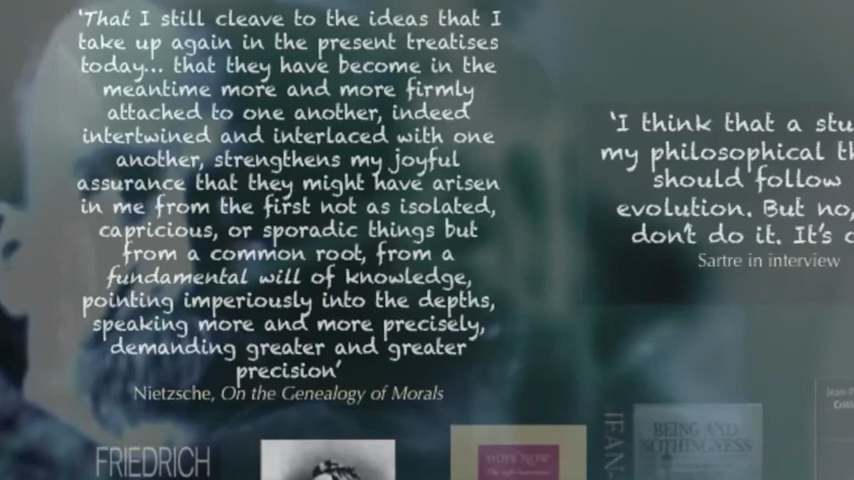 ‘That I still cleave to the ideas that I
take up again in the present treatises
today... that they have become in the
meantime more and more firmly
attached to one another, indeed
intertwined and interlaced with one
another, strengthens my joyful
assurance that they might have arisen
in me from the first not as isolated,
capricious, or sporadic things but
from a common root, from a
fundamental will of knowledge,
pointing imperiously into the depths,
speaking more and more precisely,
demanding greater and greater
precision’
Nietzsche, On the Genealogy of Morals
‘I think that a
my philosophical
should follow
evolution. But no,
don't do it. It's
Sartre in interview
FRIEDRICH
HOPE NOW
JEAN-
BEING AND
NOTHINGNESS